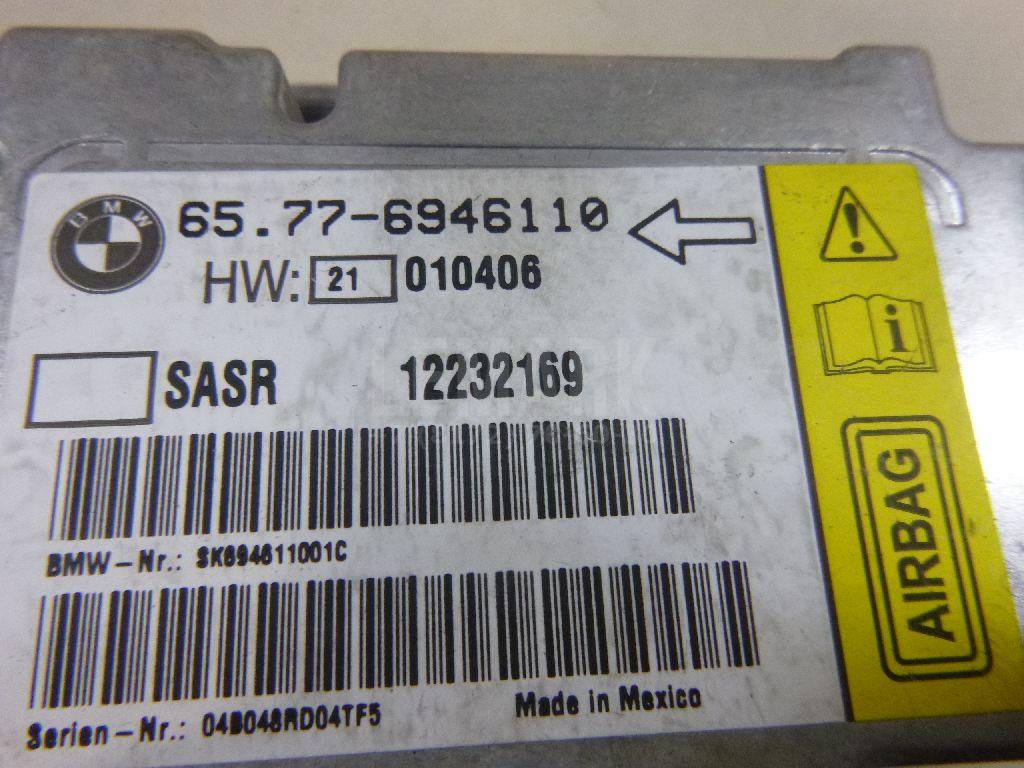 BMW 65.77-6946110
HW: 21 010406
SASR 12232169
BMW-Nr.: SK694611001C
Serien-Nr.: 04B048RD04TF5
Made in Mexico
i
AIRBAG